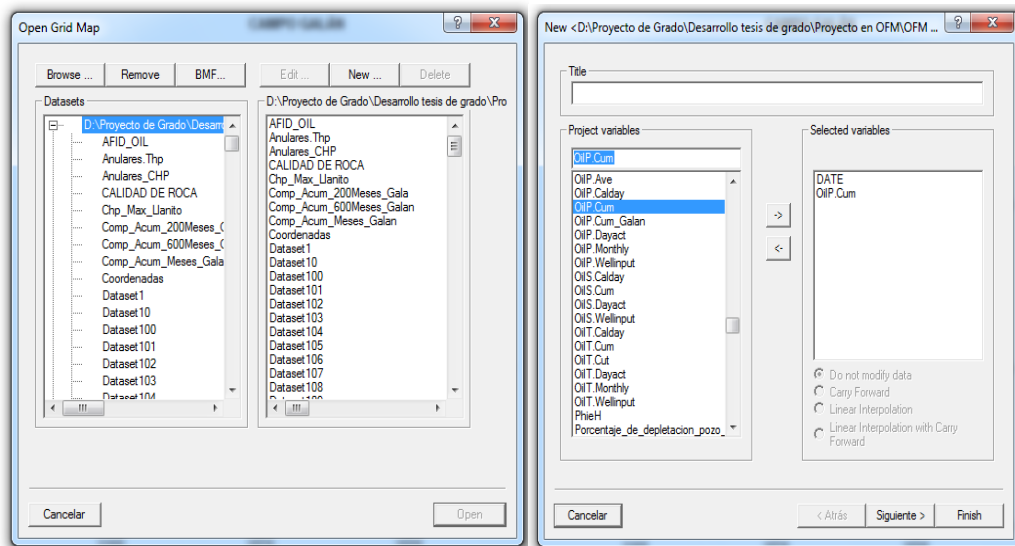 CAMPO GALÁN
Open Grid Map
Browse ... Remove BMF... Edit ... New ... Delete
Datasets
D:\Proyecto de Grado\Desarr
AFID_OIL
Anulares.Thp
Anulares_CHP
CALIDAD DE ROCA
Chp_Max_Llanito
Comp_Acum_200Meses_G
Comp_Acum_600Meses_G
Comp_Acum_Meses_Gala
Coordenadas
Dataset1
Dataset10
Dataset100
Dataset101
Dataset102
Dataset103
Dataset104
D:\Proyecto de Grado\Desarrollo tesis de grado\Pro
AFID_OIL
Anulares.Thp
Anulares_CHP
CALIDAD DE ROCA
Chp_Max_Llanito
Comp_Acum_200Meses_Gala
Comp_Acum_600Meses_Galan
Comp_Acum_Meses_Galan
Coordenadas
Dataset1
Dataset10
Dataset100
Dataset101
Dataset102
Dataset103
Dataset104
Dataset105
Dataset106
Dataset107
Dataset108
Dataset109
Cancelar Open
New <D:\Proyecto de Grado\Desarrollo tesis de grado\Proyecto en OFM\OFM ...
Title
Project variables
OilP.Cum
OilP.Ave
OilP.Calday
OilP.Cum
OilP.Cum_Galan
OilP.Dayact
OilP.Monthly
OilP.Wellinput
OilS.Calday
OilS.Cum
OilS.Dayact
OilS.Wellinput
OilT.Calday
OilT.Cum
OilT.Cut
OilT.Dayact
OilT.Monthly
OilT.Wellinput
PhieH
Porcentaje_de_depletacion_pozo_
->
<-
Selected variables
DATE
OilP.Cum
Do not modify data
Carry Forward
Linear Interpolation
Linear Interpolation with Carry
Forward
Cancelar < Atrás Siguiente > Finish